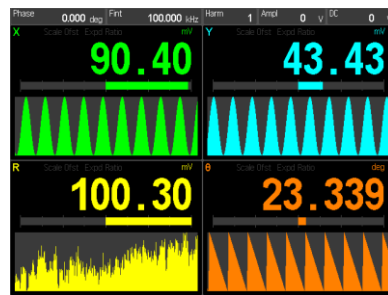 Phase 0.000 deg Fint 100.000 kHz Harm 1 Ampl 0 V DC 0
X Scale Ofst Expd Ratio mV
90.40
Y Scale Ofst Expd Ratio mV
43.43
R Scale Ofst Expd Ratio mV
100.30
θ Scale Ofst Expd Ratio deg
23.339